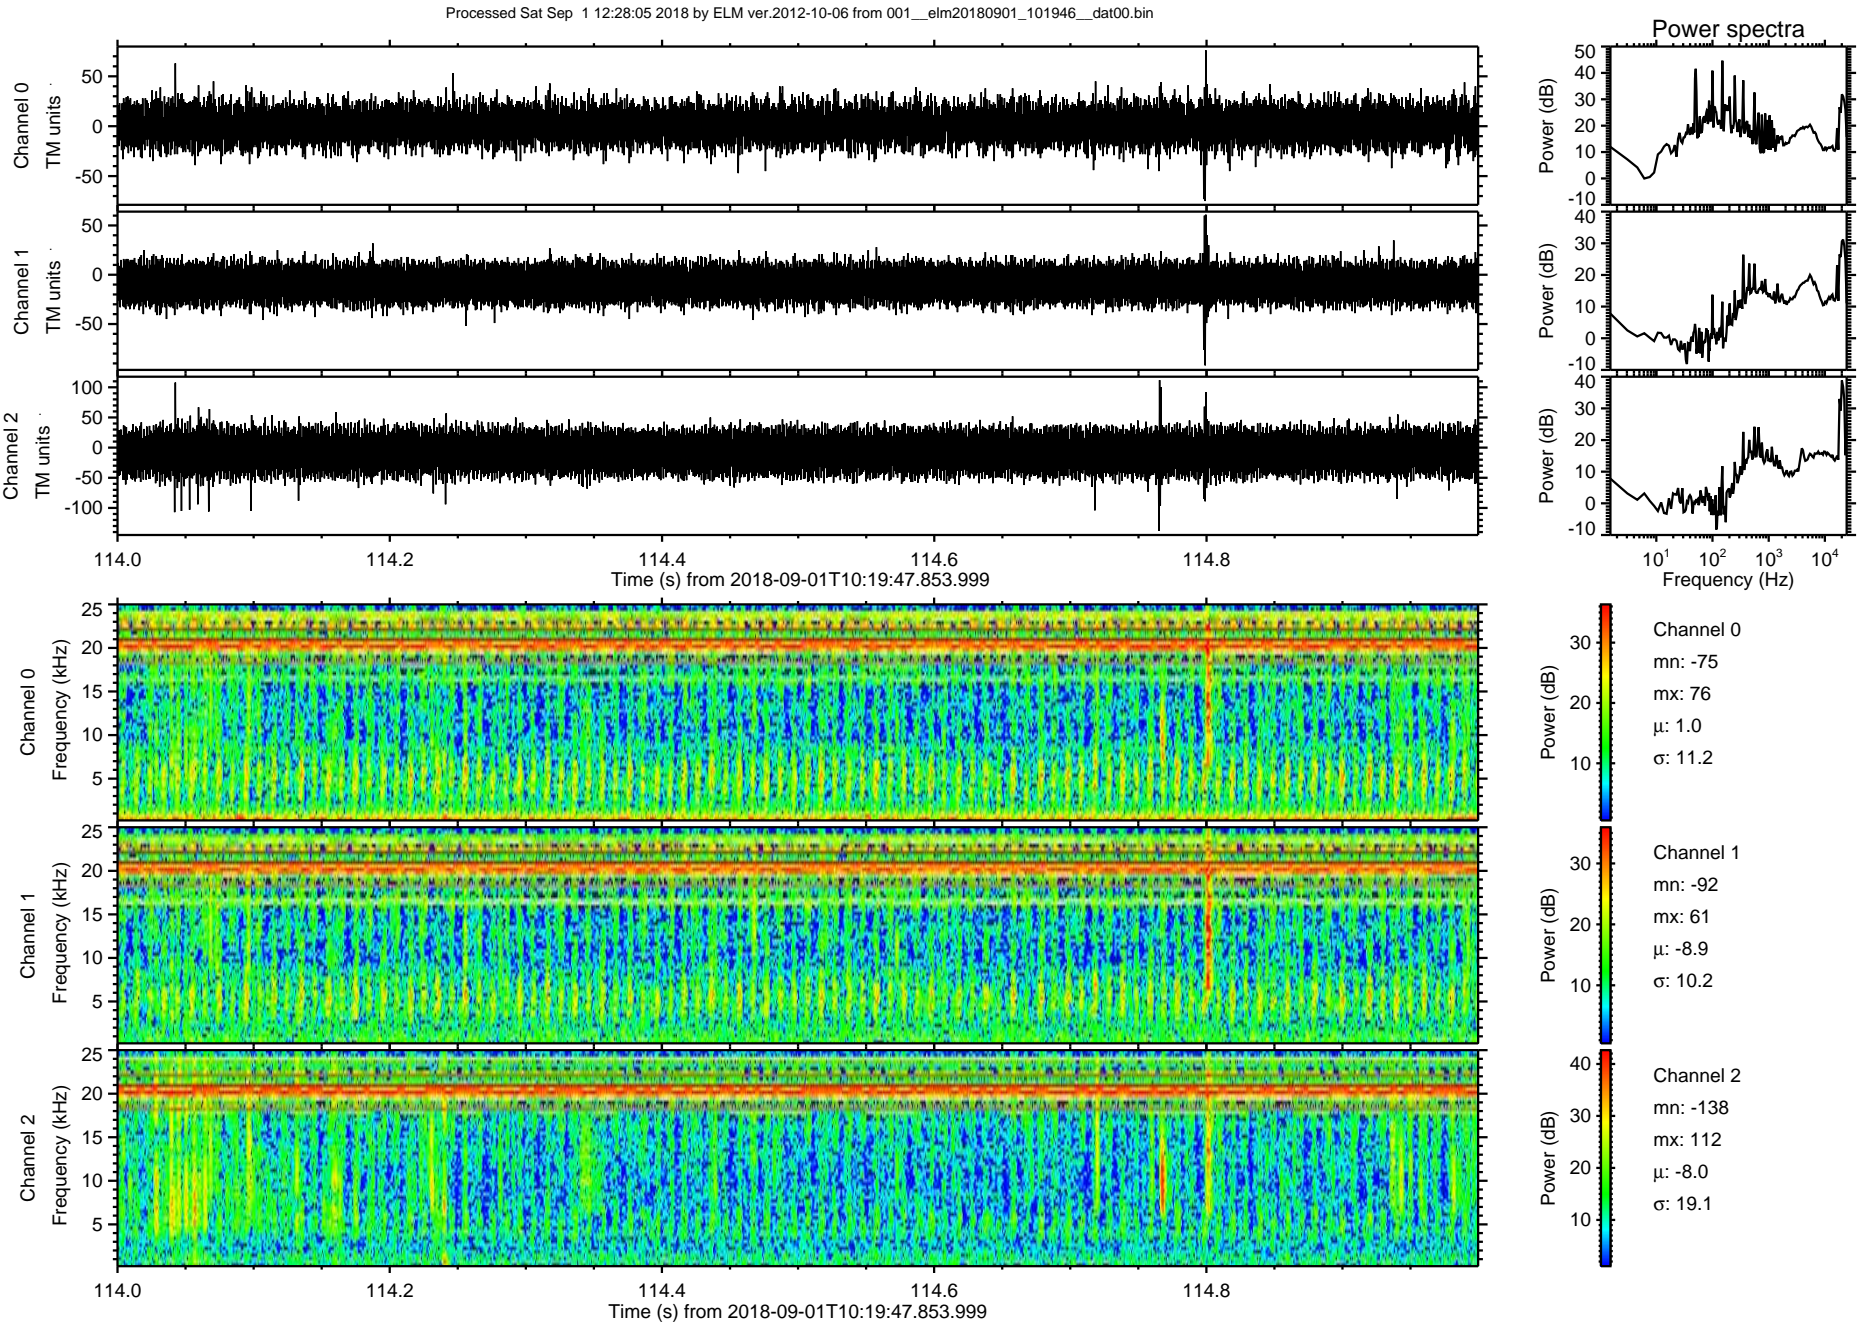 Processed Sat Sep  1 12:28:05 2018 by ELM ver.2012-10-06 from 001__elm20180901_101946__dat00.bin
Power spectra
Channel 0
TM units
50
0
-50
Power (dB)
50
40
30
20
10
0
-10
Channel 1
TM units
50
0
-50
Power (dB)
40
30
20
10
0
-10
Channel 2
TM units
100
50
0
-50
-100
Power (dB)
40
30
20
10
0
-10
114.0 114.2 114.4 114.6 114.8
Time (s) from 2018-09-01T10:19:47.853.999
10^1 10^2 10^3 10^4
Frequency (Hz)
Channel 0
Frequency (kHz)
25
20
15
10
5
Power (dB)
30
20
10
Channel 0
mn: -75
mx: 76
μ: 1.0
σ: 11.2
Channel 1
Frequency (kHz)
25
20
15
10
5
Power (dB)
30
20
10
Channel 1
mn: -92
mx: 61
μ: -8.9
σ: 10.2
Channel 2
Frequency (kHz)
25
20
15
10
5
Power (dB)
40
30
20
10
Channel 2
mn: -138
mx: 112
μ: -8.0
σ: 19.1
114.0 114.2 114.4 114.6 114.8
Time (s) from 2018-09-01T10:19:47.853.999